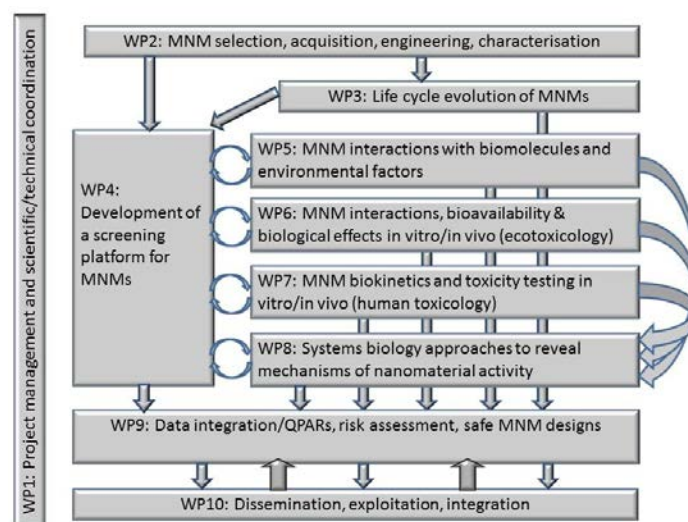 WP1: Project management and scientific/technical coordination
WP2: MNM selection, acquisition, engineering, characterisation
WP3: Life cycle evolution of MNMs
WP4:
Development of
a screening
platform for
MNMs
WP5: MNM interactions with biomolecules and
environmental factors
WP6: MNM interactions, bioavailability &
biological effects in vitro/in vivo (ecotoxicology)
WP7: MNM biokinetics and toxicity testing in
vitro/in vivo (human toxicology)
WP8: Systems biology approaches to reveal
mechanisms of nanomaterial activity
WP9: Data integration/QPARs, risk assessment, safe MNM designs
WP10: Dissemination, exploitation, integration